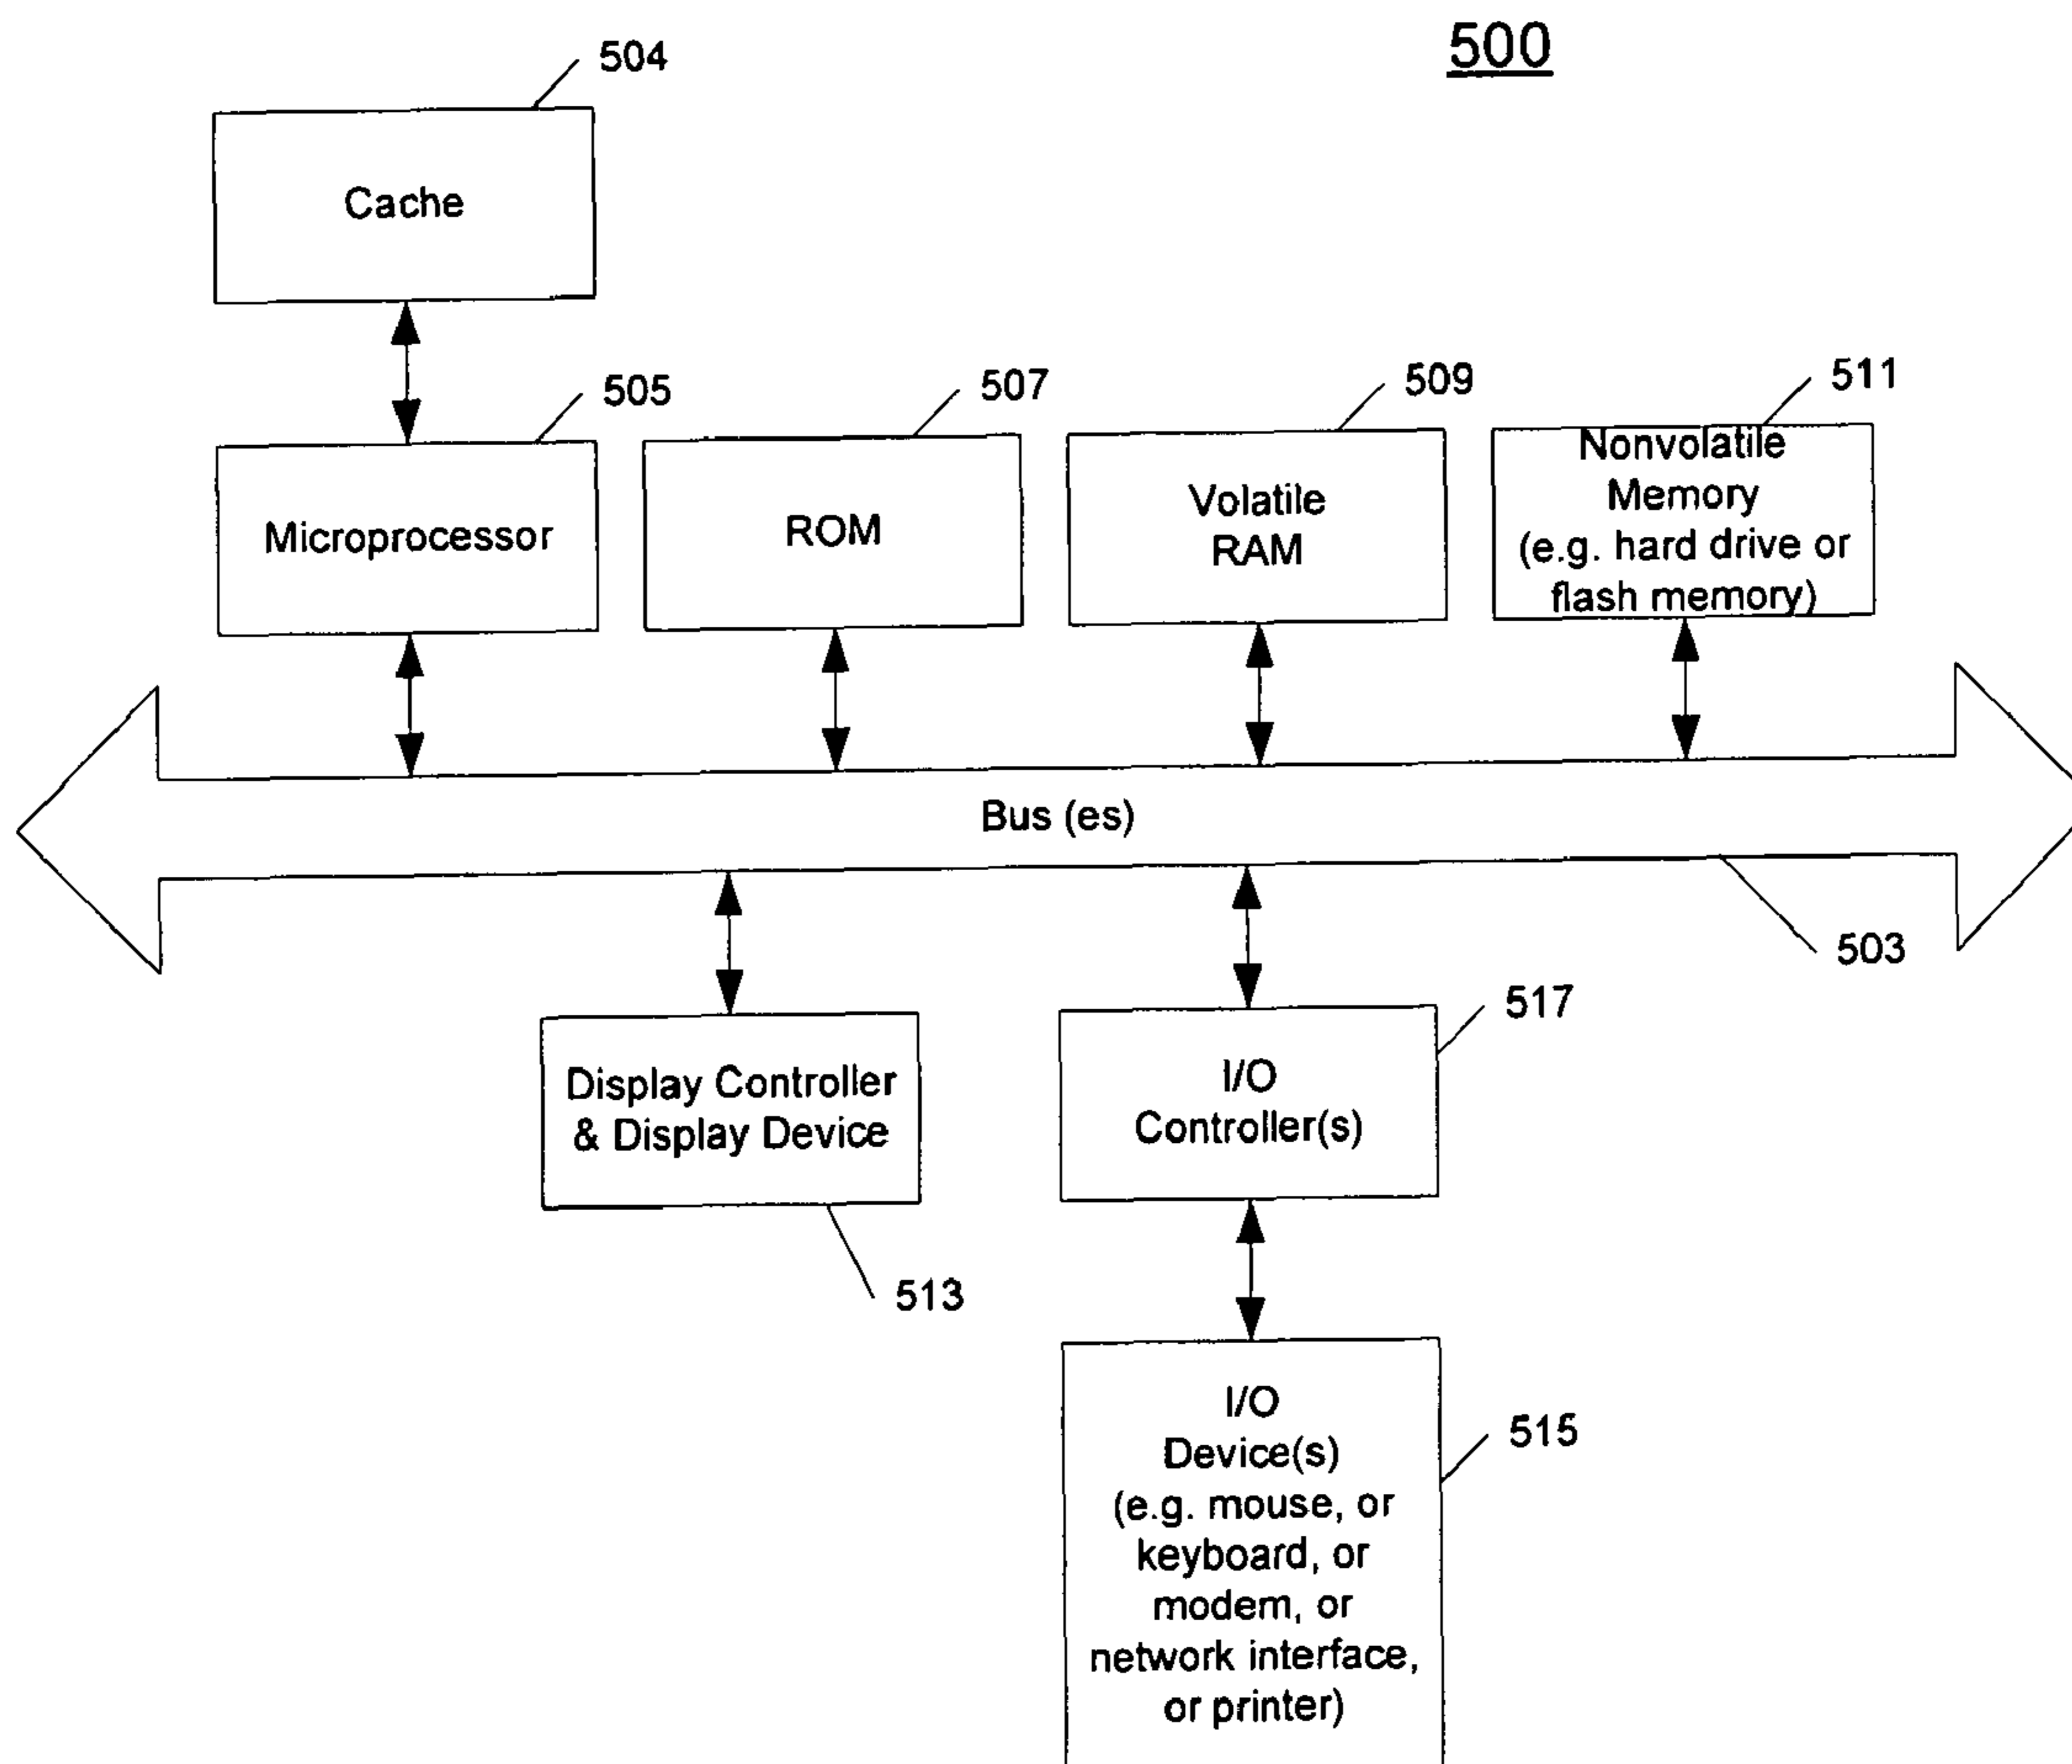 500
504
Cache
505
507
509
511
Microprocessor
ROM
Volatile
RAM
Nonvolatile
Memory
(e.g. hard drive or
flash memory)
Bus (es)
503
517
Display Controller
& Display Device
I/O
Controller(s)
513
I/O
Device(s)
(e.g. mouse, or
keyboard, or
modem, or
network interface,
or printer)
515